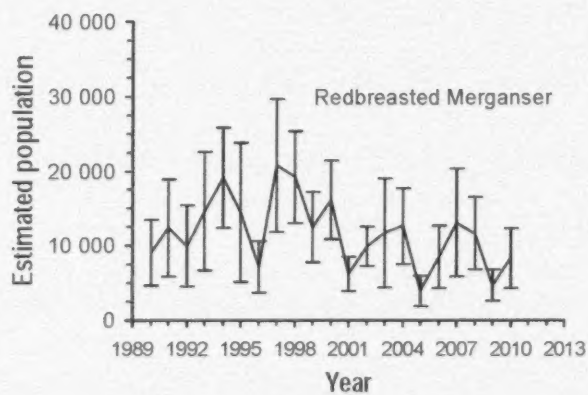 40 000
30 000
20 000
10 000
0
Estimated population
Redbreasted Merganser
1989 1992 1995 1998 2001 2004 2007 2010 2013
Year